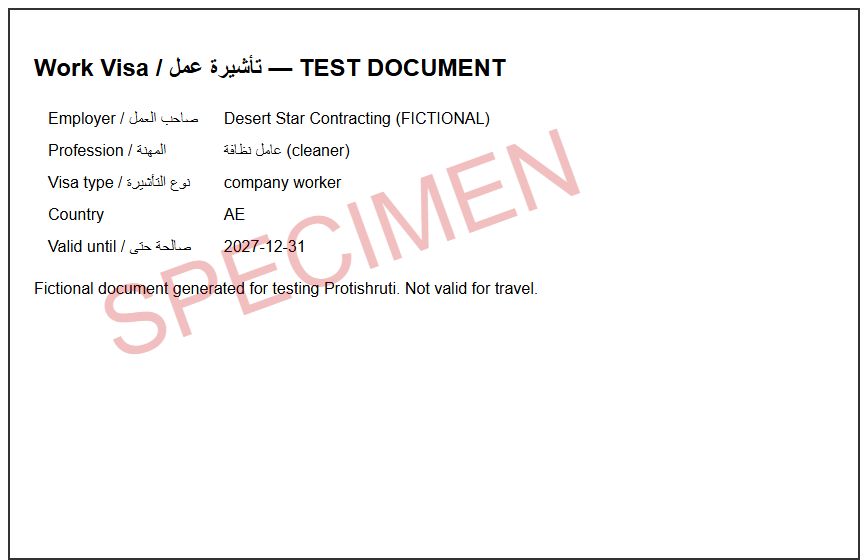 Work Visa / تأشيرة عمل — TEST DOCUMENT
Employer / صاحب العمل Desert Star Contracting (FICTIONAL)
Profession / المهنة عامل نظافة (cleaner)
Visa type / نوع التأشيرة company worker
Country AE
Valid until / صالحة حتى 2027-12-31
Fictional document generated for testing Protishruti. Not valid for travel.
SPECIMEN